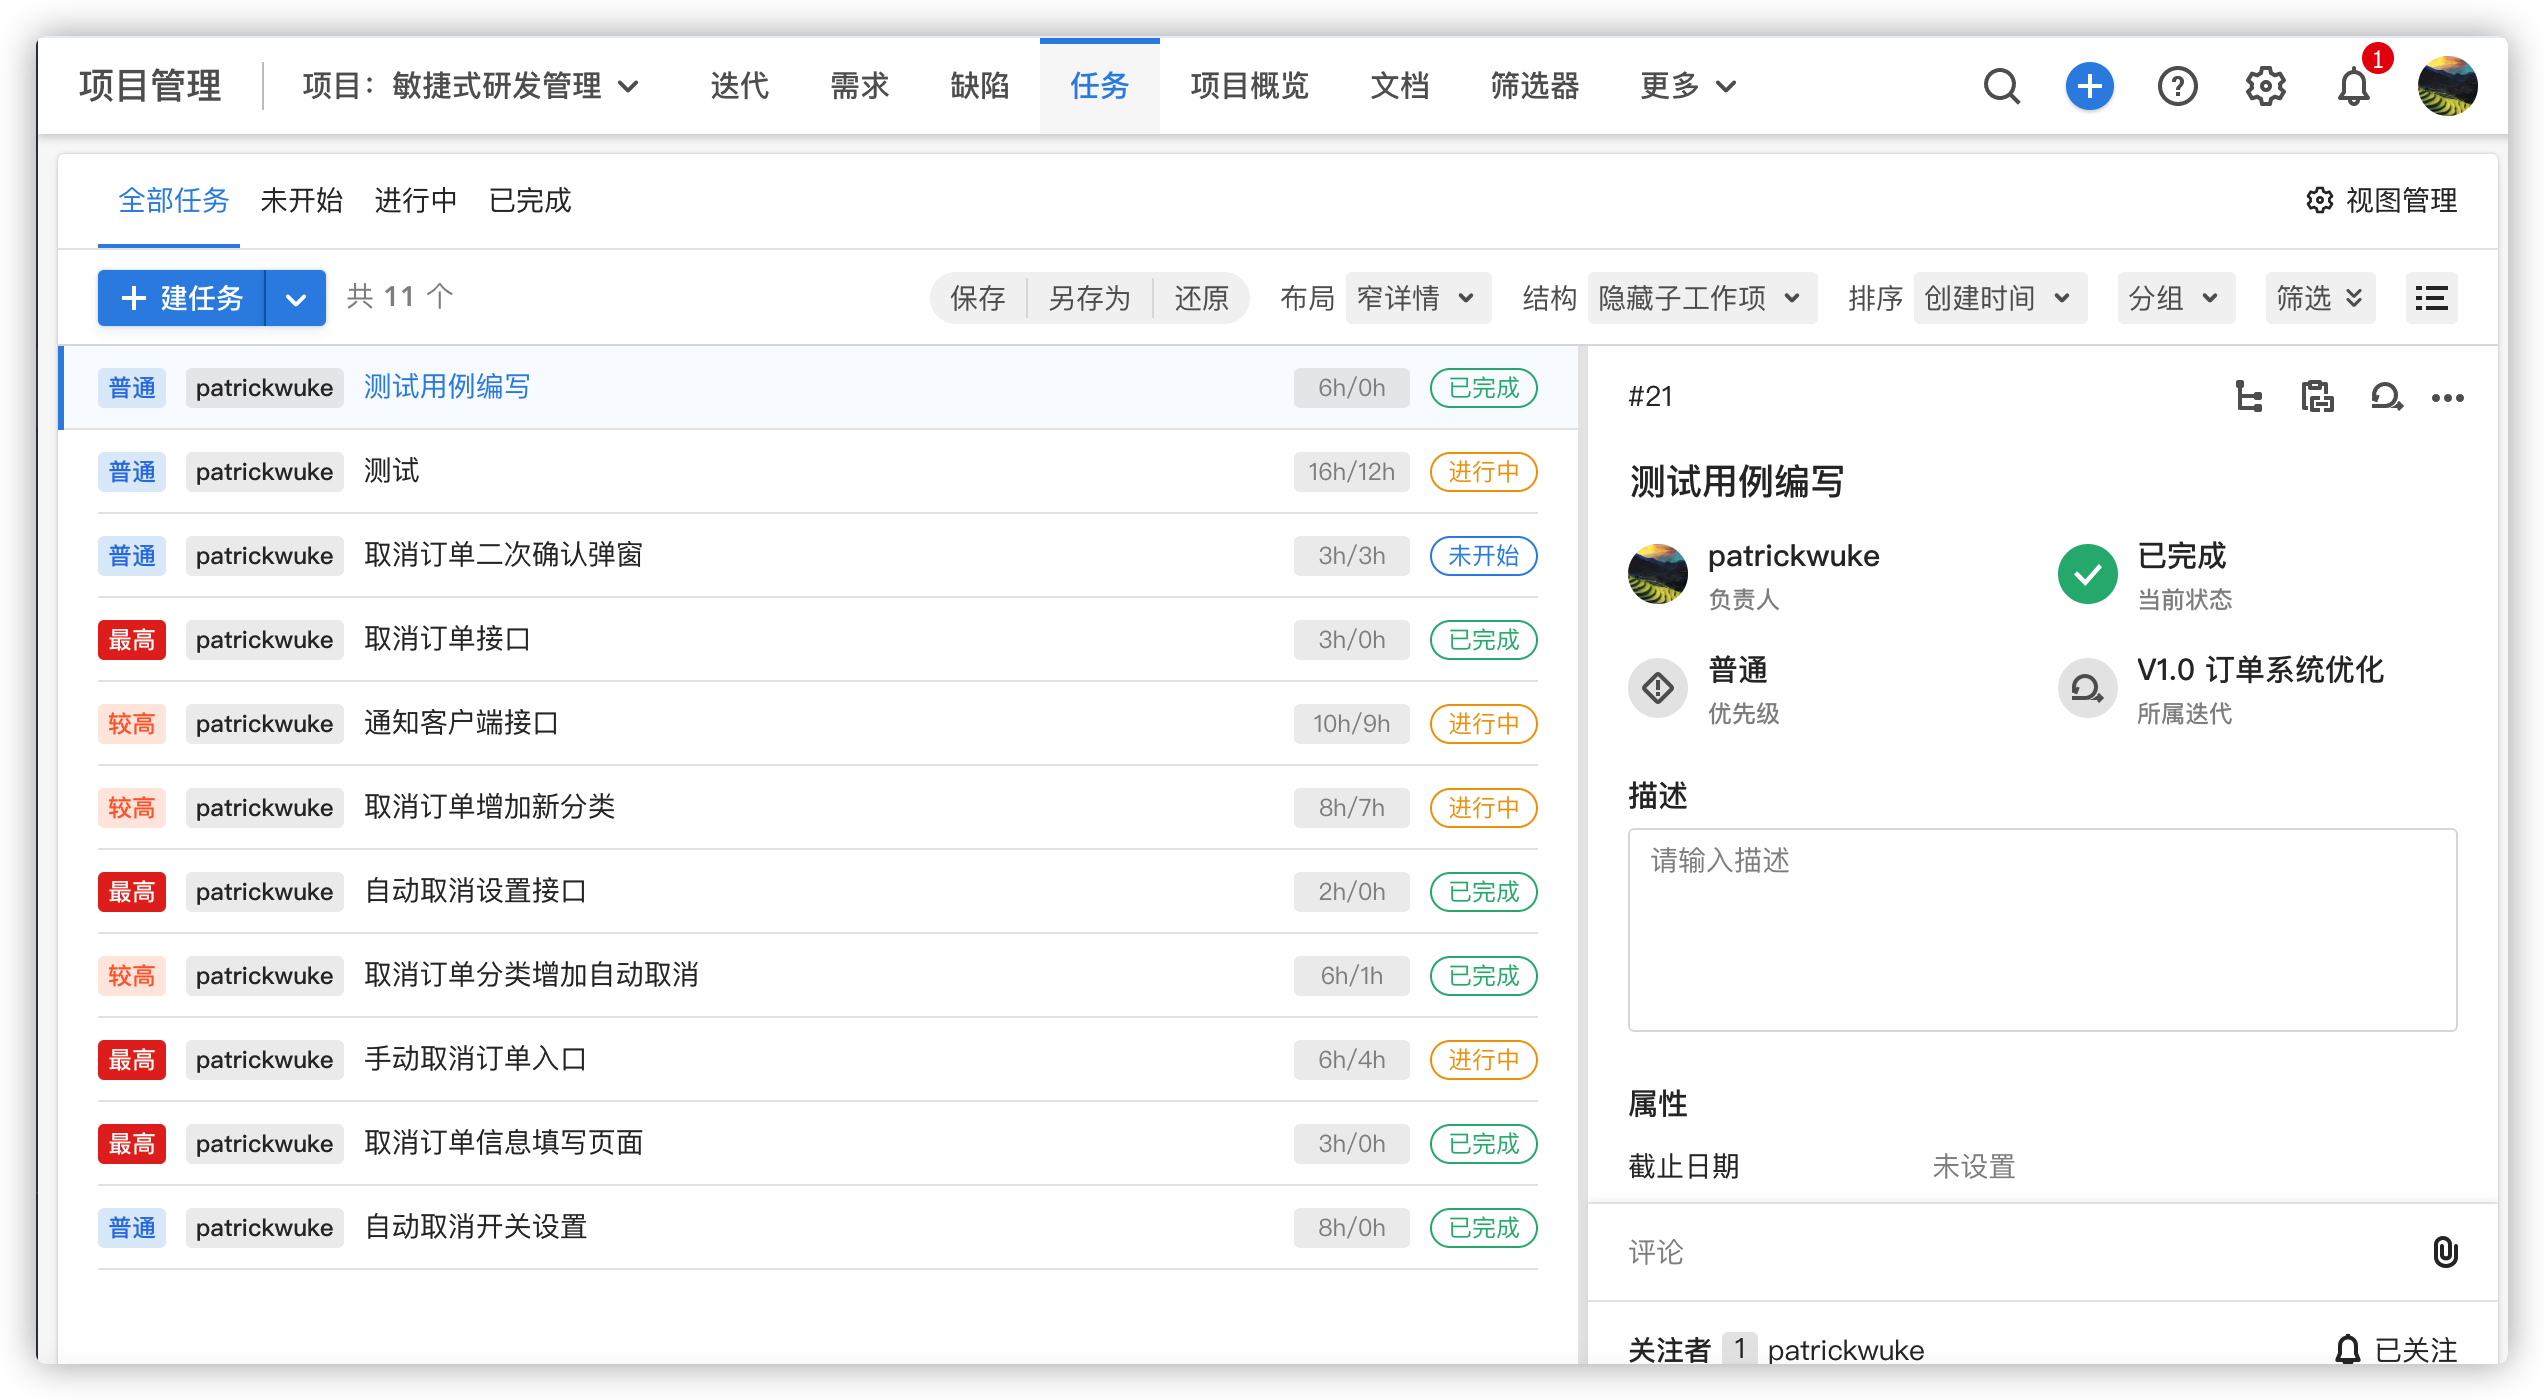 项目管理 项目：敏捷式研发管理 迭代 需求 缺陷 任务 项目概览 文档 筛选器 更多 1
全部任务 未开始 进行中 已完成 视图管理
建任务 共 11 个 保存 另存为 还原 布局 窄详情 结构 隐藏子工作项 排序 创建时间 分组 筛选
普通 patrickwuke 测试用例编写 6h/0h 已完成
普通 patrickwuke 测试 16h/12h 进行中
普通 patrickwuke 取消订单二次确认弹窗 3h/3h 未开始
最高 patrickwuke 取消订单接口 3h/0h 已完成
较高 patrickwuke 通知客户端接口 10h/9h 进行中
较高 patrickwuke 取消订单增加新分类 8h/7h 进行中
最高 patrickwuke 自动取消设置接口 2h/0h 已完成
较高 patrickwuke 取消订单分类增加自动取消 6h/1h 已完成
最高 patrickwuke 手动取消订单入口 6h/4h 进行中
最高 patrickwuke 取消订单信息填写页面 3h/0h 已完成
普通 patrickwuke 自动取消开关设置 8h/0h 已完成
#21
测试用例编写
patrickwuke 已完成
负责人 当前状态
普通 V1.0 订单系统优化
优先级 所属迭代
描述
请输入描述
属性
截止日期 未设置
评论
关注者 1 patrickwuke 已关注